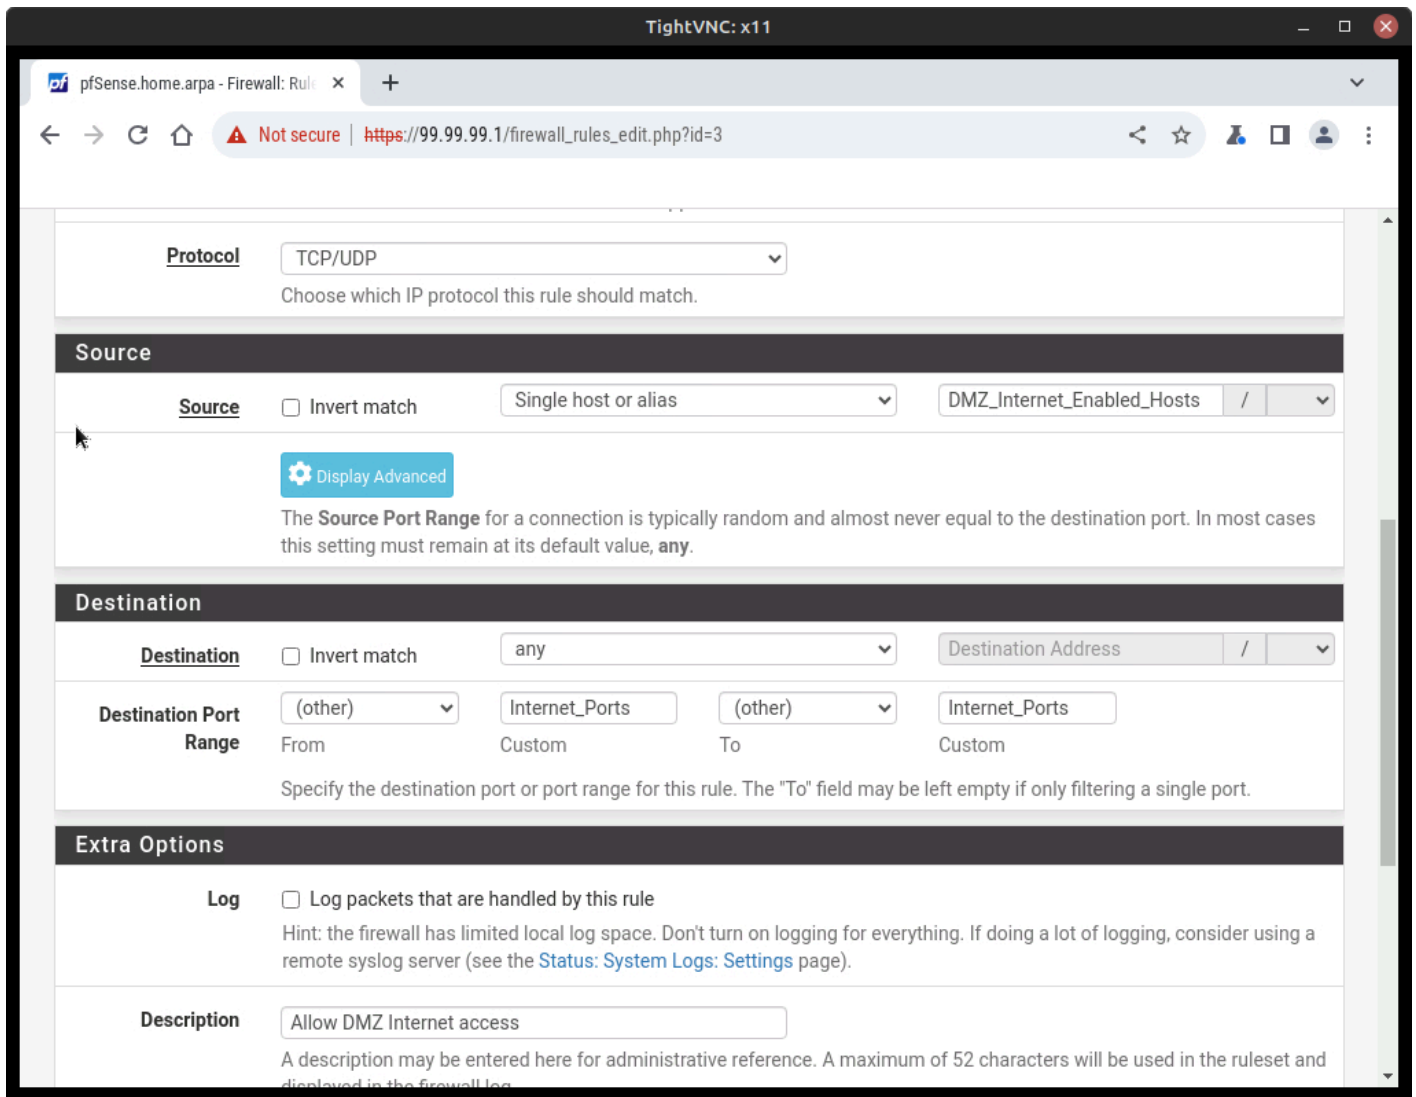 TightVNC: x11
pfSense.home.arpa - Firewall: Rul
Not secure | https://99.99.99.1/firewall_rules_edit.php?id=3
Protocol TCP/UDP
Choose which IP protocol this rule should match.
Source
Source Invert match Single host or alias DMZ_Internet_Enabled_Hosts /
Display Advanced
The Source Port Range for a connection is typically random and almost never equal to the destination port. In most cases
this setting must remain at its default value, any.
Destination
Destination Invert match any Destination Address /
Destination Port Range (other) Internet_Ports (other) Internet_Ports
From Custom To Custom
Specify the destination port or port range for this rule. The "To" field may be left empty if only filtering a single port.
Extra Options
Log Log packets that are handled by this rule
Hint: the firewall has limited local log space. Don't turn on logging for everything. If doing a lot of logging, consider using a
remote syslog server (see the Status: System Logs: Settings page).
Description Allow DMZ Internet access
A description may be entered here for administrative reference. A maximum of 52 characters will be used in the ruleset and
displayed in the firewall log